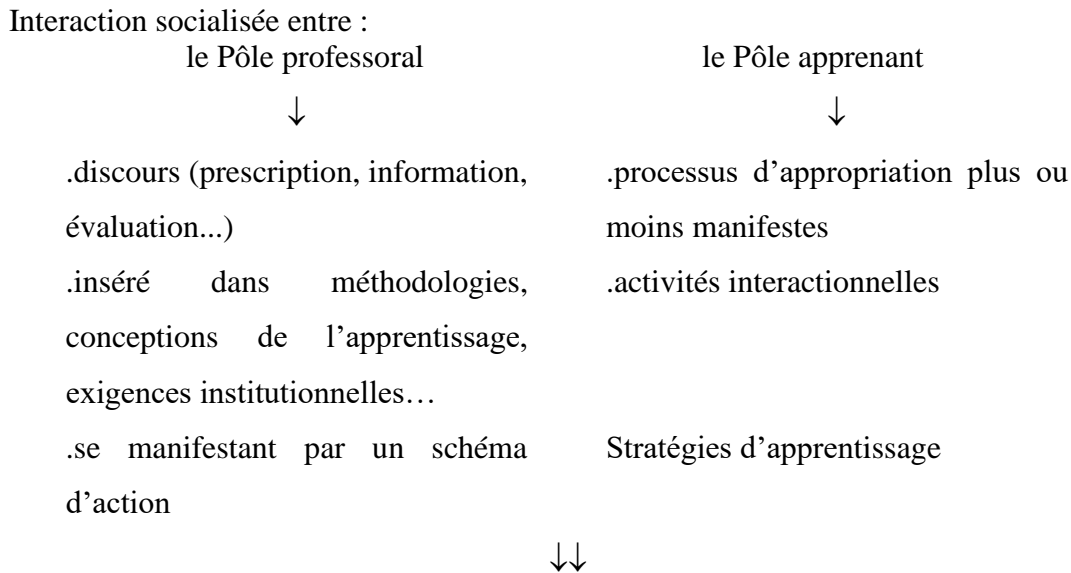 Interaction socialisée entre :
le Pôle professoral
↓
.discours (prescription, information,
évaluation...)
.inséré dans méthodologies,
conceptions de l’apprentissage,
exigences institutionnelles…
.se manifestant par un schéma
d’action
le Pôle apprenant
↓
.processus d’appropriation plus ou
moins manifestes
.activités interactionnelles
Stratégies d’apprentissage
↓↓